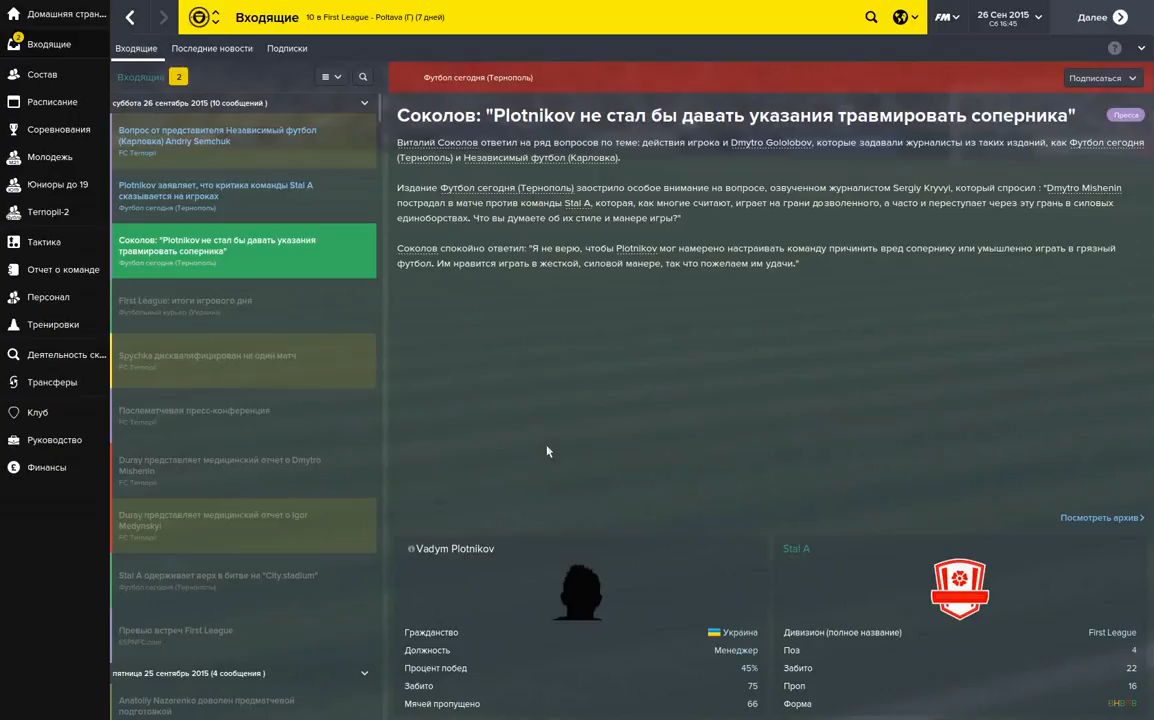 Домашняя стран...
2
Входящие
Состав
Расписание
Соревнования
Молодежь
Юниоры до 19
Ternopil-2
Тактика
Отчет о команде
Персонал
Тренировки
Деятельность ск...
Трансферы
Клуб
Руководство
Финансы
Входящие
10 в First League - Poltava (Г) (7 дней)
FM
26 Сен 2015
Сб 16:45
Далее
Входящие
Последние новости
Подписки
?
Входящие 2
суббота 26 сентябрь 2015 (10 сообщений )
Вопрос от представителя Независимый футбол
(Карловка) Andriy Semchuk
FC Ternopil
Plotnikov заявляет, что критика команды Stal A
сказывается на игроках
Футбол сегодня (Тернополь)
Соколов: "Plotnikov не стал бы давать указания
травмировать соперника"
Футбол сегодня (Тернополь)
First League: итоги игрового дня
Футбольный курьер (Украина)
Spychka дисквалифицирован на один матч
FC Ternopil
Послематчевая пресс-конференция
FC Ternopil
Duray представляет медицинский отчет о Dmytro
Mishenin
FC Ternopil
Duray представляет медицинский отчет о Igor
Medynskyi
FC Ternopil
Stal A одерживает верх в битве на "City stadium"
Футбол сегодня (Тернополь)
Превью встреч First League
ESPNFC.com
пятница 25 сентябрь 2015 (4 сообщения )
Anatoliy Nazarenko доволен предматчевой
подготовкой
Футбол сегодня (Тернополь)
Подписаться
Соколов: "Plotnikov не стал бы давать указания травмировать соперника"
Пресса
Виталий Соколов ответил на ряд вопросов по теме: действия игрока и Dmytro Gololobov, которые задавали журналисты из таких изданий, как Футбол сегодня
(Тернополь) и Независимый футбол (Карловка).
Издание Футбол сегодня (Тернополь) заострило особое внимание на вопросе, озвученном журналистом Sergiy Kryvyi, который спросил : "Dmytro Mishenin
пострадал в матче против команды Stal A, которая, как многие считают, играет на грани дозволенного, а часто и переступает через эту грань в силовых
единоборствах. Что вы думаете об их стиле и манере игры?"
Соколов спокойно ответил: "Я не верю, чтобы Plotnikov мог намерено настраивать команду причинить вред сопернику или умышленно играть в грязный
футбол. Им нравится играть в жесткой, силовой манере, так что пожелаем им удачи."
Посмотреть архив
Vadym Plotnikov
Гражданство Украина
Должность Менеджер
Процент побед 45%
Забито 75
Мячей пропущено 66
Stal A
Дивизион (полное название) First League
Поз 4
Забито 22
Проп 16
Форма